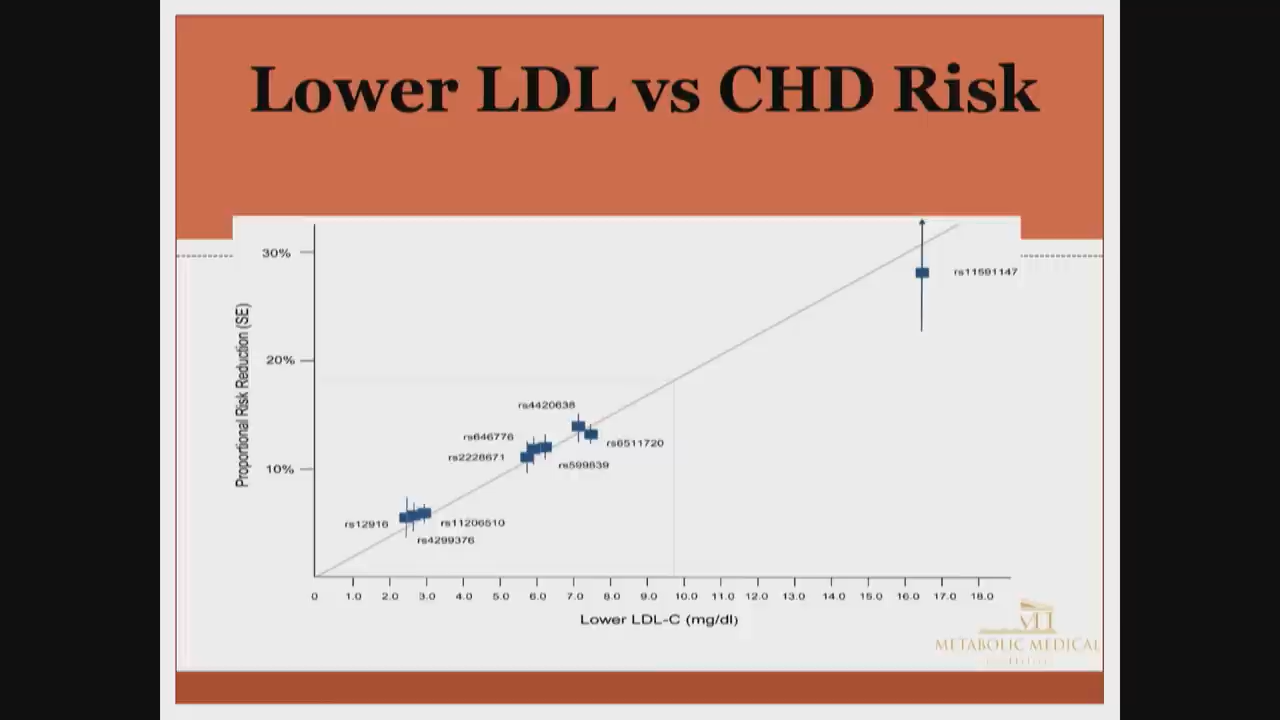 Lower LDL vs CHD Risk
30%
20%
10%
Proportional Risk Reduction (SE)
rs11591147
rs4420638
rs646776
rs6511720
rs2228671
rs599839
rs12916
rs11206510
rs4299376
0 1.0 2.0 3.0 4.0 5.0 6.0 7.0 8.0 9.0 10.0 11.0 12.0 13.0 14.0 15.0 16.0 17.0 18.0
Lower LDL-C (mg/dl)
METABOLIC MEDICAL